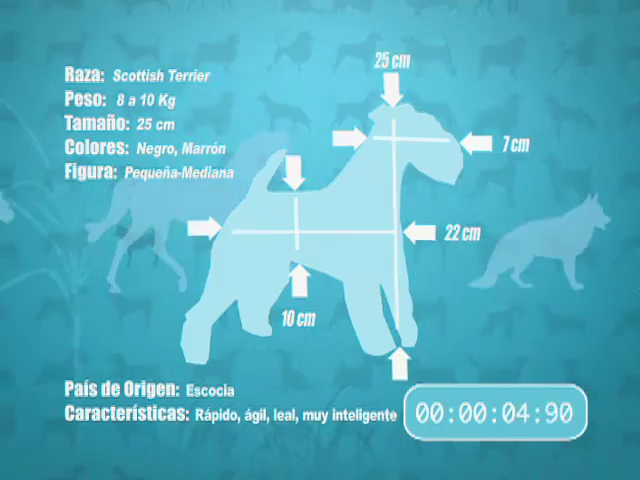 Raza: Scottish Terrier
Peso: 8 a 10 Kg
Tamaño: 25 cm
Colores: Negro, Marrón
Figura: Pequeña-Mediana
25 cm
7 cm
22 cm
10 cm
País de Origen: Escocia
Características: Rápido, ágil, leal, muy inteligente
00:00:04:90